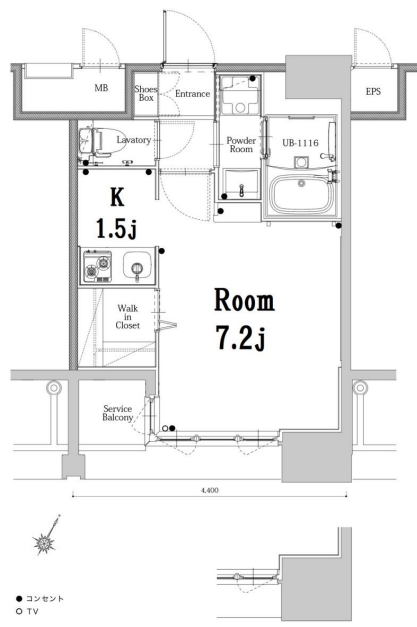 MB
Shoes
Box
Entrance
EPS
Lavatory
Powder
Room
UB-1116
K
1.5j
Room
7.2j
Walk
in
Closet
Service
Balcony
4,400
● コンセント
○ TV